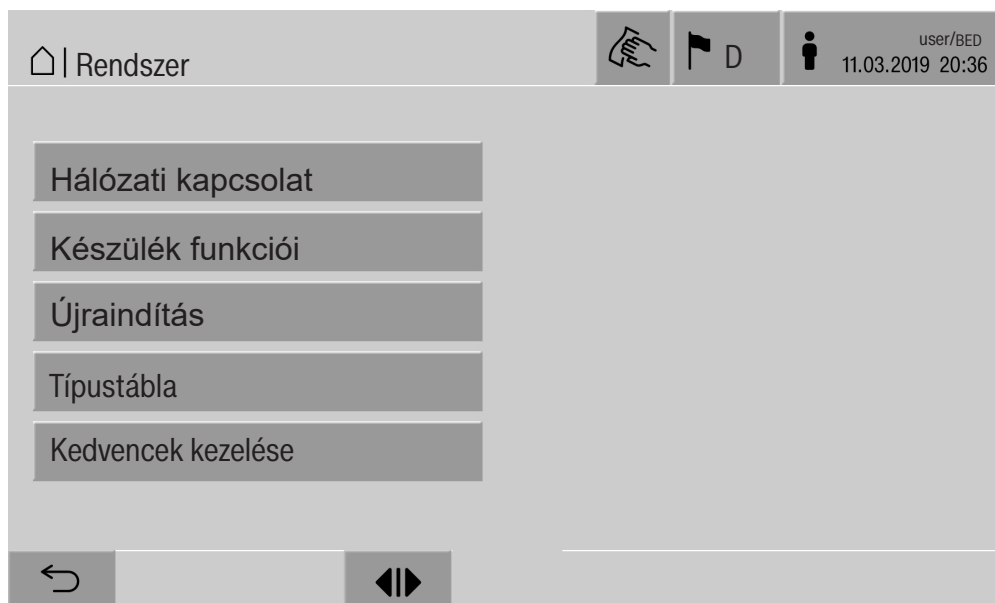 Rendszer
D
user/BED
11.03.2019 20:36
Hálózati kapcsolat
Készülék funkciói
Újraindítás
Típustábla
Kedvencek kezelése